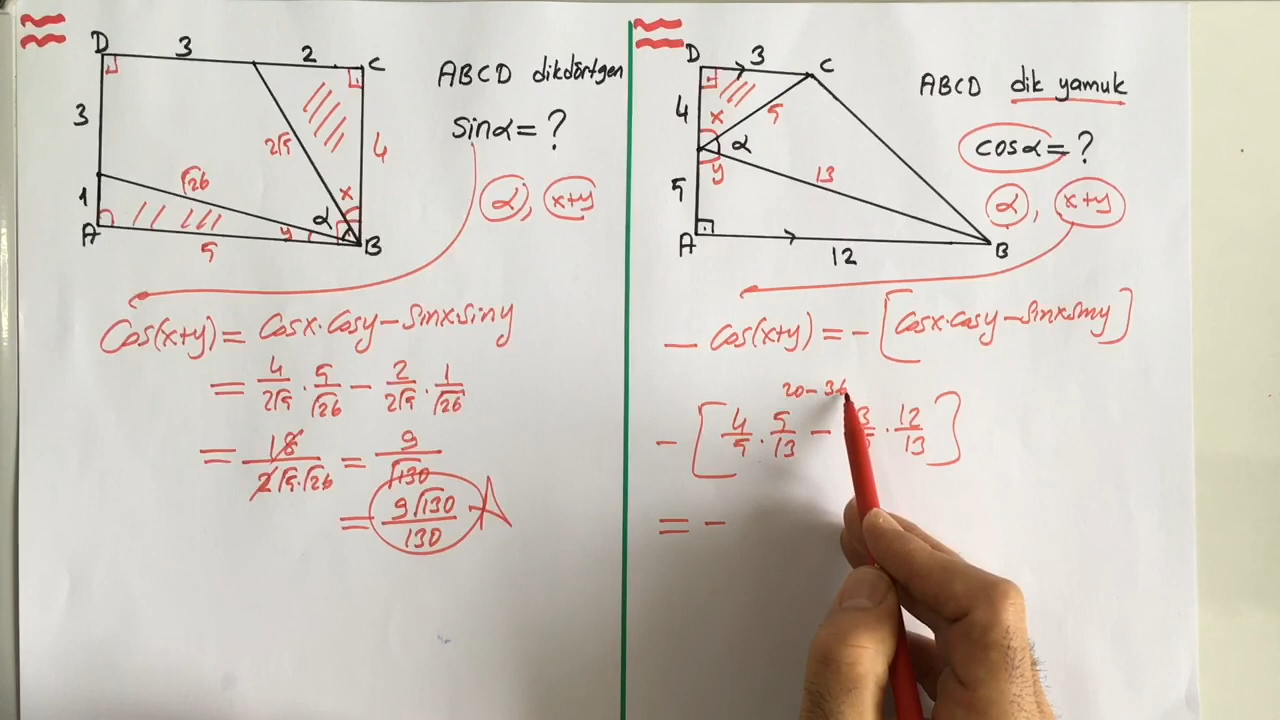 D 3 2 C
ABCD dikdörtgen
3 2√5 4
sinα = ?
√26 x
α, x+y
1 α
A y B
5
Cos(x+y) = Cosx·Cosy − Sinx·Siny
= 4/2√5 · 5/√26 − 2/2√5 · 1/√26
= 18/2√5·√26 = 9/√130
= 9√130/130
D 3 C
ABCD dik yamuk
4 x 5
cosα = ?
α
y 13
α, x+y
5
A B
12
− Cos(x+y) = −[Cosx·Cosy − Sinx Siny]
20 − 36
− [4/5 · 5/13 − 3/5 · 12/13]
= −